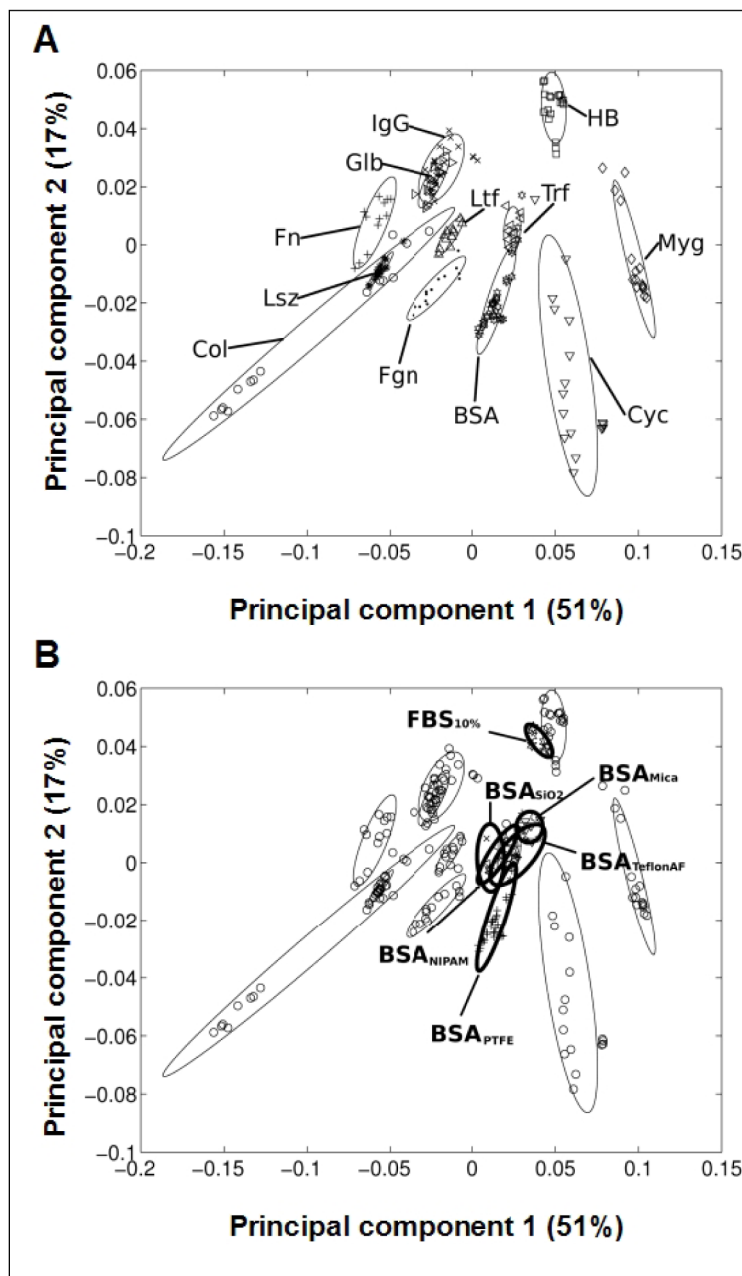 A
0.06
0.04
0.02
0
−0.02
−0.04
−0.06
−0.08
−0.1
−0.2
−0.15
−0.1
−0.05
0
0.05
0.1
0.15
Principal component 2 (17%)
Principal component 1 (51%)
IgG
HB
Glb
Ltf
Trf
Fn
Myg
Lsz
Col
Fgn
BSA
Cyc
B
0.06
0.04
0.02
0
−0.02
−0.04
−0.06
−0.08
−0.1
−0.2
−0.15
−0.1
−0.05
0
0.05
0.1
0.15
Principal component 2 (17%)
Principal component 1 (51%)
FBS10%
BSAMica
BSASiO2
BSATeflonAF
BSANIPAM
BSAPTFE